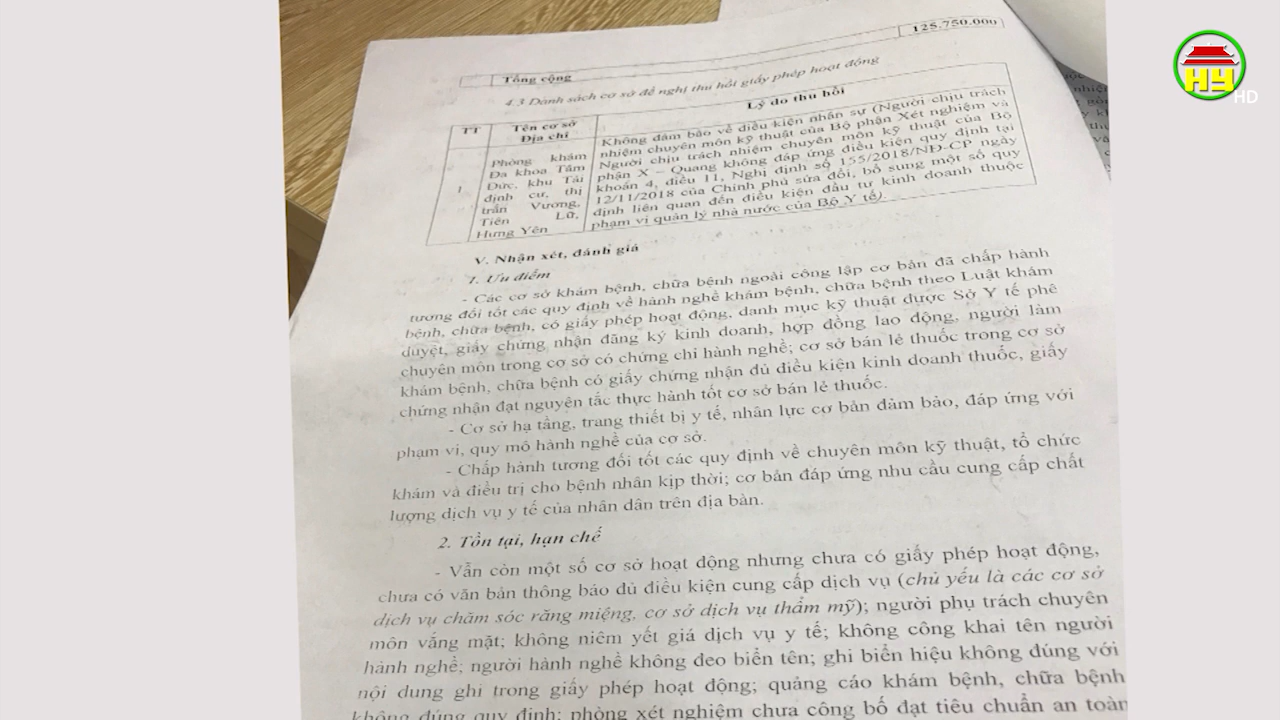 HY HD
Tổng cộng 125.750.000
4.3 Danh sách cơ sở đề nghị thu hồi giấy phép hoạt động
TT Tên cơ sở Địa chỉ Lý do thu hồi
1 Phòng khám Đa khoa Tâm Đức, khu Tái định cư, thị trấn Vương, Tiên Lữ, Hưng Yên
Không đảm bảo về điều kiện nhân sự (Người chịu trách
nhiệm chuyên môn kỹ thuật của Bộ phận Xét nghiệm và
Người chịu trách nhiệm chuyên môn kỹ thuật của Bộ
phận X – Quang không đáp ứng điều kiện quy định tại
khoản 4, điều 11, Nghị định số 155/2018/NĐ-CP ngày
12/11/2018 của Chính phủ sửa đổi, bổ sung một số quy
định liên quan đến điều kiện đầu tư kinh doanh thuộc
phạm vi quản lý nhà nước của Bộ Y tế).
V. Nhận xét, đánh giá
1. Ưu điểm
- Các cơ sở khám bệnh, chữa bệnh ngoài công lập cơ bản đã chấp hành
tương đối tốt các quy định về hành nghề khám bệnh, chữa bệnh theo Luật khám
bệnh, chữa bệnh, có giấy phép hoạt động, danh mục kỹ thuật được Sở Y tế phê
duyệt, giấy chứng nhận đăng ký kinh doanh, hợp đồng lao động, người làm
chuyên môn trong cơ sở có chứng chỉ hành nghề; cơ sở bán lẻ thuốc trong cơ sở
khám bệnh, chữa bệnh có giấy chứng nhận đủ điều kiện kinh doanh thuốc, giấy
chứng nhận đạt nguyên tắc thực hành tốt cơ sở bán lẻ thuốc.
- Cơ sở hạ tầng, trang thiết bị y tế, nhân lực cơ bản đảm bảo, đáp ứng với
phạm vi, quy mô hành nghề của cơ sở.
- Chấp hành tương đối tốt các quy định về chuyên môn kỹ thuật, tổ chức
khám và điều trị cho bệnh nhân kịp thời; cơ bản đáp ứng nhu cầu cung cấp chất
lượng dịch vụ y tế của nhân dân trên địa bàn.
2. Tồn tại, hạn chế
- Vẫn còn một số cơ sở hoạt động nhưng chưa có giấy phép hoạt động,
chưa có văn bản thông báo đủ điều kiện cung cấp dịch vụ (chủ yếu là các cơ sở
dịch vụ chăm sóc răng miệng, cơ sở dịch vụ thẩm mỹ); người phụ trách chuyên
môn vắng mặt; không niêm yết giá dịch vụ y tế; không công khai tên người
hành nghề; người hành nghề không đeo biển tên; ghi biển hiệu không đúng với
nội dung ghi trong giấy phép hoạt động; quảng cáo khám bệnh, chữa bệnh
không đúng quy định; phòng xét nghiệm chưa công bố đạt tiêu chuẩn an toàn